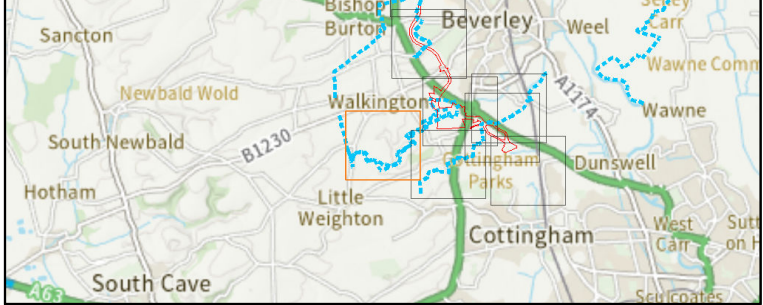 Bishop
Burton
Beverley
Weel
Carr
Sancton
Wawne Comm
Newbald Wold
Walkington
A1174
Wawne
South Newbald
B1230
Cottingham
Parks
Dunswell
Hotham
Little
Weighton
West
Carr
Sutt
on H
Cottingham
South Cave
A63
Sculcoates